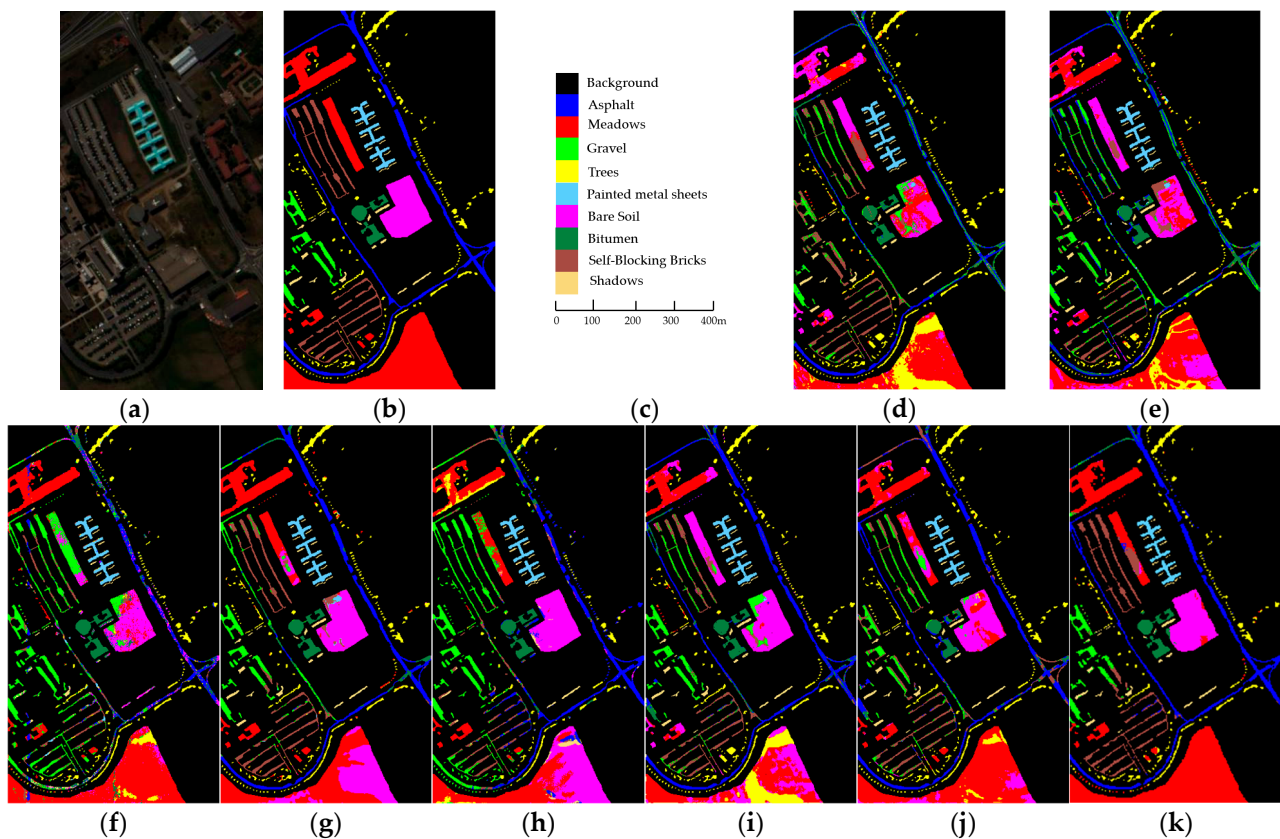 Background
Asphalt
Meadows
Gravel
Trees
Painted metal sheets
Bare Soil
Bitumen
Self-Blocking Bricks
Shadows
0 100 200 300 400m
(a) (b) (c) (d) (e)
(f) (g) (h) (i) (j) (k)